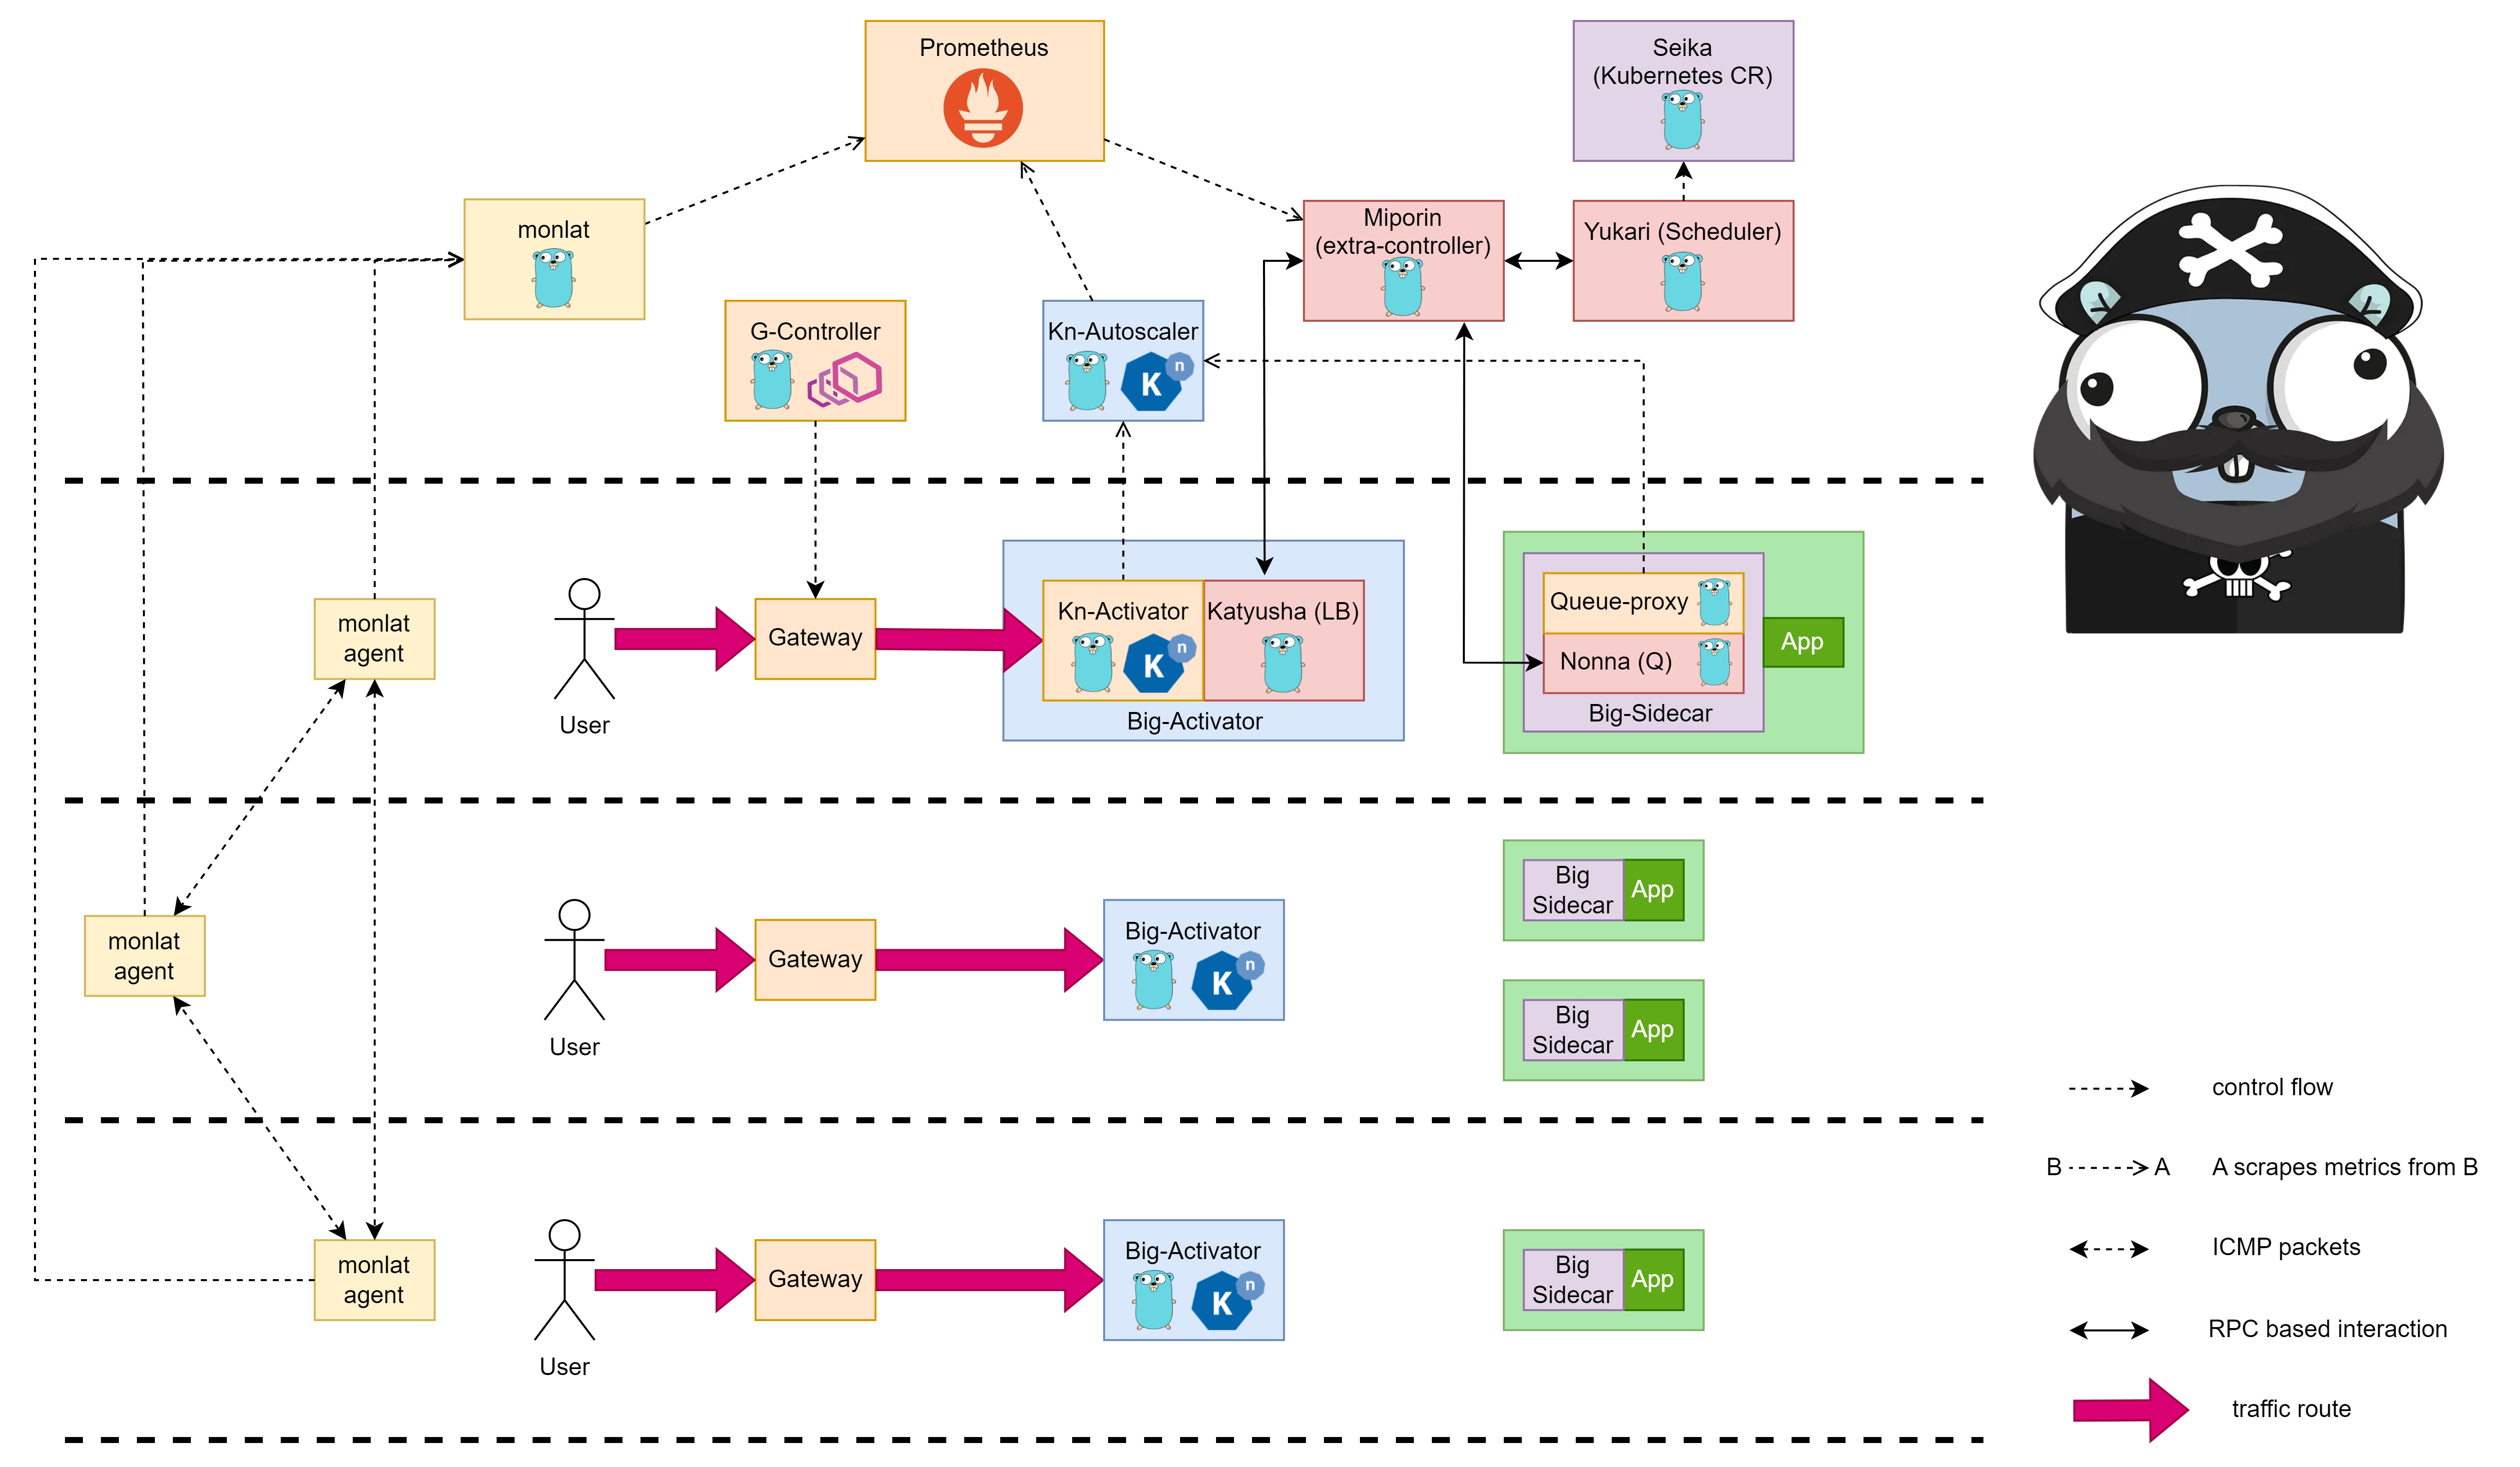 Prometheus
Seika
(Kubernetes CR)
monlat
Miporin
(extra-controller)
Yukari (Scheduler)
G-Controller
Kn-Autoscaler
K
n
monlat
agent
User
Gateway
Kn-Activator
K
n
Katyusha (LB)
Big-Activator
Queue-proxy
Nonna (Q)
Big-Sidecar
App
monlat
agent
User
Gateway
Big-Activator
K
n
Big
Sidecar
App
Big
Sidecar
App
monlat
agent
User
Gateway
Big-Activator
K
n
Big
Sidecar
App
control flow
B
A
A scrapes metrics from B
ICMP packets
RPC based interaction
traffic route